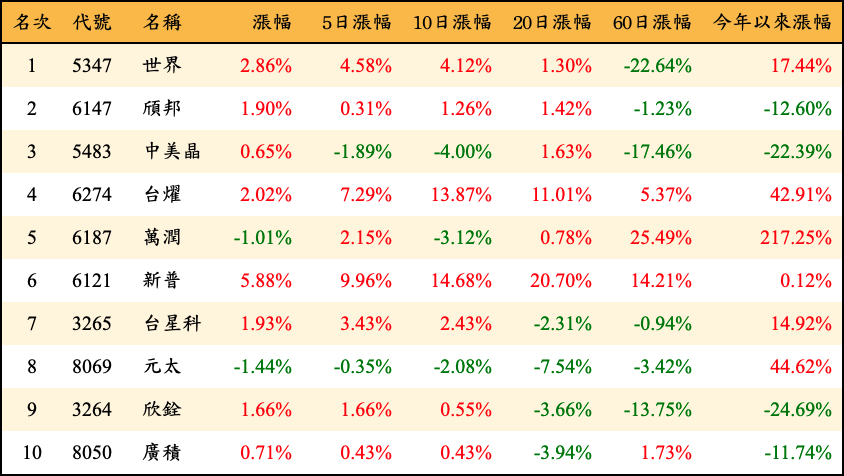 名次 代號 名稱 漲幅 5日漲幅 10日漲幅 20日漲幅 60日漲幅 今年以來漲幅
1 5347 世界 2.86% 4.58% 4.12% 1.30% -22.64% 17.44%
2 6147 頎邦 1.90% 0.31% 1.26% 1.42% -1.23% -12.60%
3 5483 中美晶 0.65% -1.89% -4.00% 1.63% -17.46% -22.39%
4 6274 台燿 2.02% 7.29% 13.87% 11.01% 5.37% 42.91%
5 6187 萬潤 -1.01% 2.15% -3.12% 0.78% 25.49% 217.25%
6 6121 新普 5.88% 9.96% 14.68% 20.70% 14.21% 0.12%
7 3265 台星科 1.93% 3.43% 2.43% -2.31% -0.94% 14.92%
8 8069 元太 -1.44% -0.35% -2.08% -7.54% -3.42% 44.62%
9 3264 欣銓 1.66% 1.66% 0.55% -3.66% -13.75% -24.69%
10 8050 廣積 0.71% 0.43% 0.43% -3.94% 1.73% -11.74%